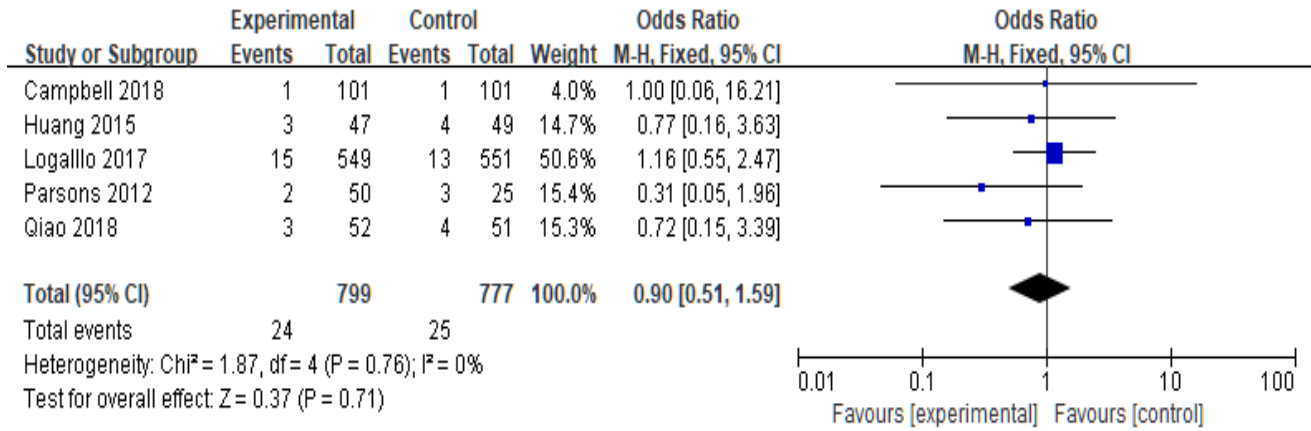 Experimental Control Odds Ratio Odds Ratio
Study or Subgroup Events Total Events Total Weight M-H, Fixed, 95% CI M-H, Fixed, 95% CI
Campbell 2018 1 101 1 101 4.0% 1.00 [0.06, 16.21]
Huang 2015 3 47 4 49 14.7% 0.77 [0.16, 3.63]
Logalllo 2017 15 549 13 551 50.6% 1.16 [0.55, 2.47]
Parsons 2012 2 50 3 25 15.4% 0.31 [0.05, 1.96]
Qiao 2018 3 52 4 51 15.3% 0.72 [0.15, 3.39]
Total (95% CI) 799 777 100.0% 0.90 [0.51, 1.59]
Total events 24 25
Heterogeneity: Chi² = 1.87, df = 4 (P = 0.76); I² = 0%
Test for overall effect: Z = 0.37 (P = 0.71)
0.01 0.1 1 10 100
Favours [experimental] Favours [control]